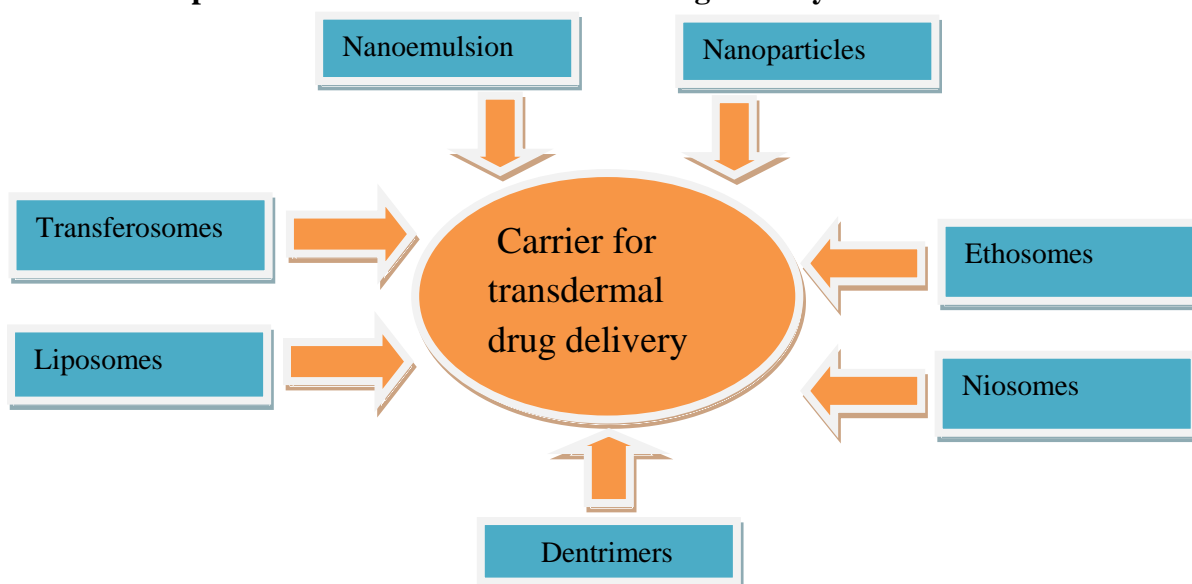 Nanoemulsion
Nanoparticles
Transferosomes
Carrier for
transdermal
drug delivery
Ethosomes
Liposomes
Niosomes
Dentrimers